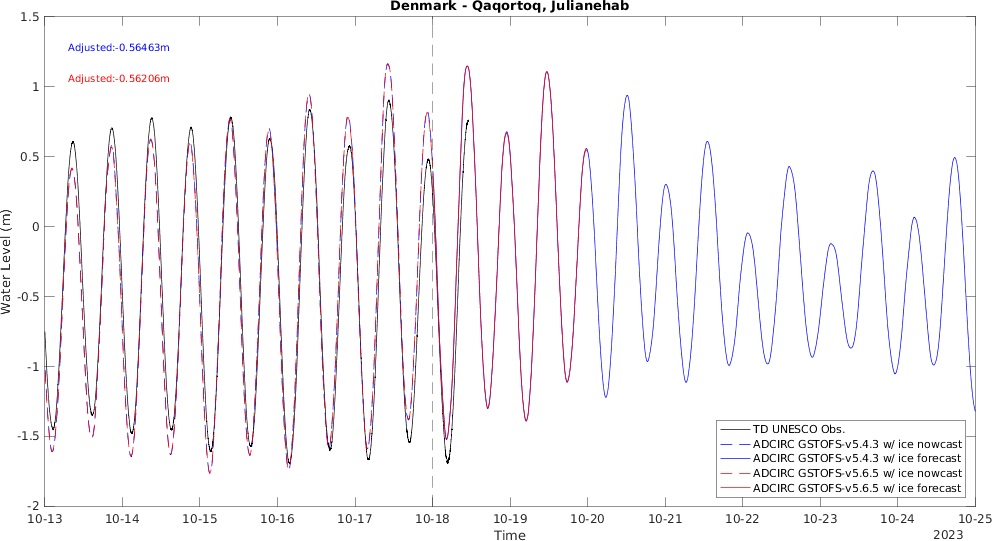 Denmark - Qaqortoq, Julianehab
Adjusted:-0.56463m
Adjusted:-0.56206m
1.5
1
0.5
0
-0.5
-1
-1.5
-2
Water Level (m)
TD UNESCO Obs.
ADCIRC GSTOFS-v5.4.3 w/ ice nowcast
ADCIRC GSTOFS-v5.4.3 w/ ice forecast
ADCIRC GSTOFS-v5.6.5 w/ ice nowcast
ADCIRC GSTOFS-v5.6.5 w/ ice forecast
10-13 10-14 10-15 10-16 10-17 10-18 10-19 10-20 10-21 10-22 10-23 10-24 10-25
Time
2023